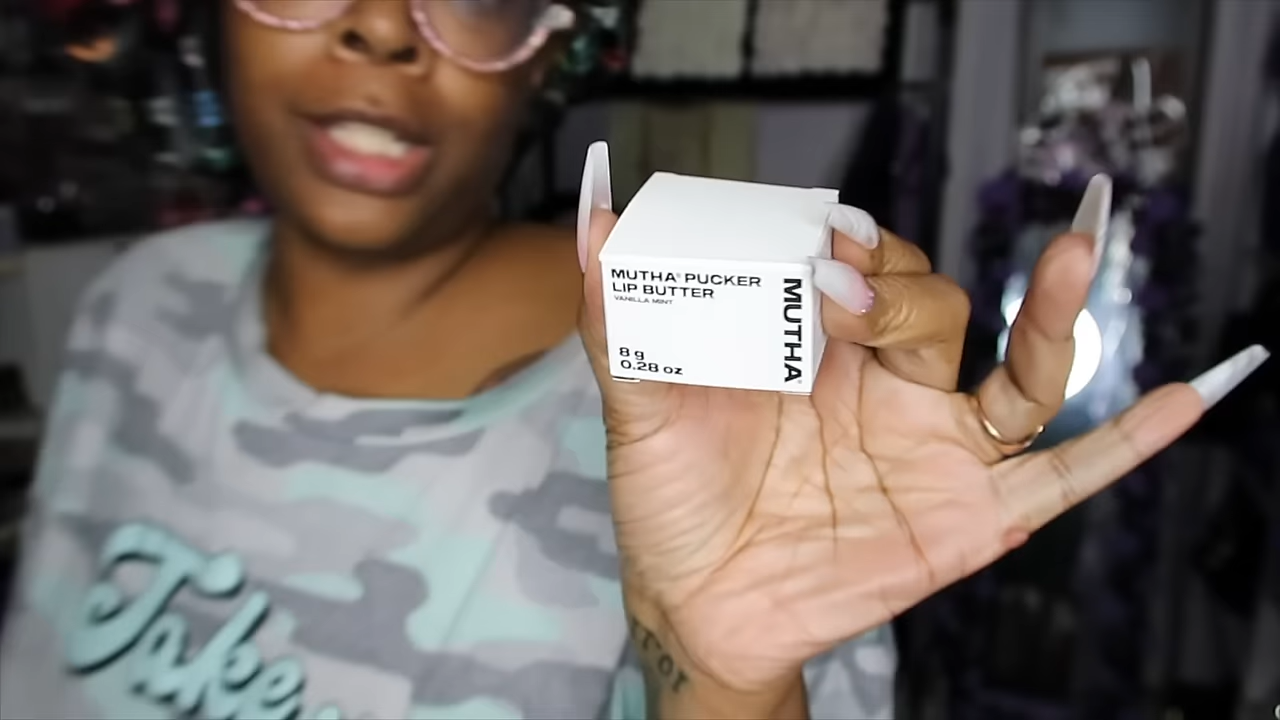 MUTHA® PUCKER
LIP BUTTER
VANILLA MINT
8 g
0.28 oz
MUTHA®